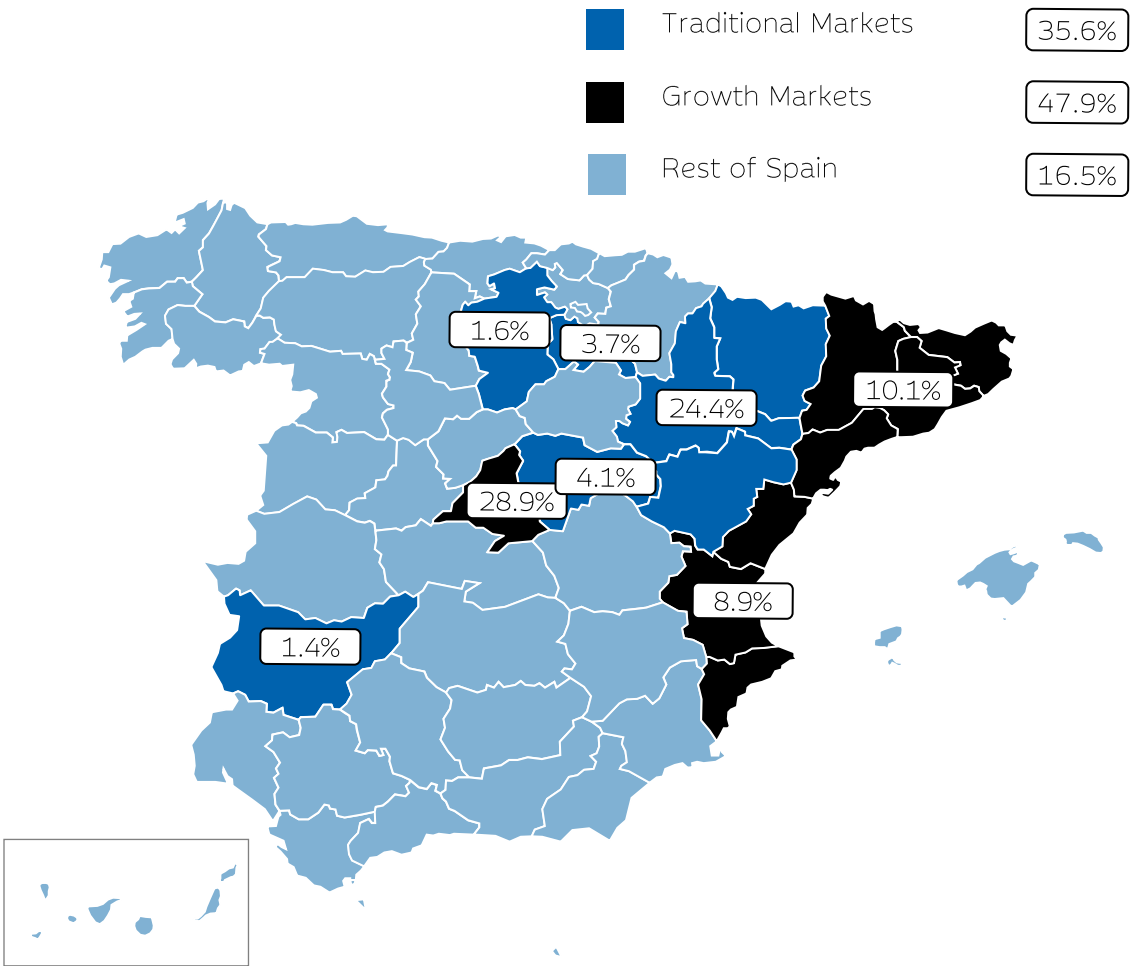 Traditional Markets 35.6%
Growth Markets 47.9%
Rest of Spain 16.5%
1.6%
3.7%
10.1%
24.4%
4.1%
28.9%
8.9%
1.4%